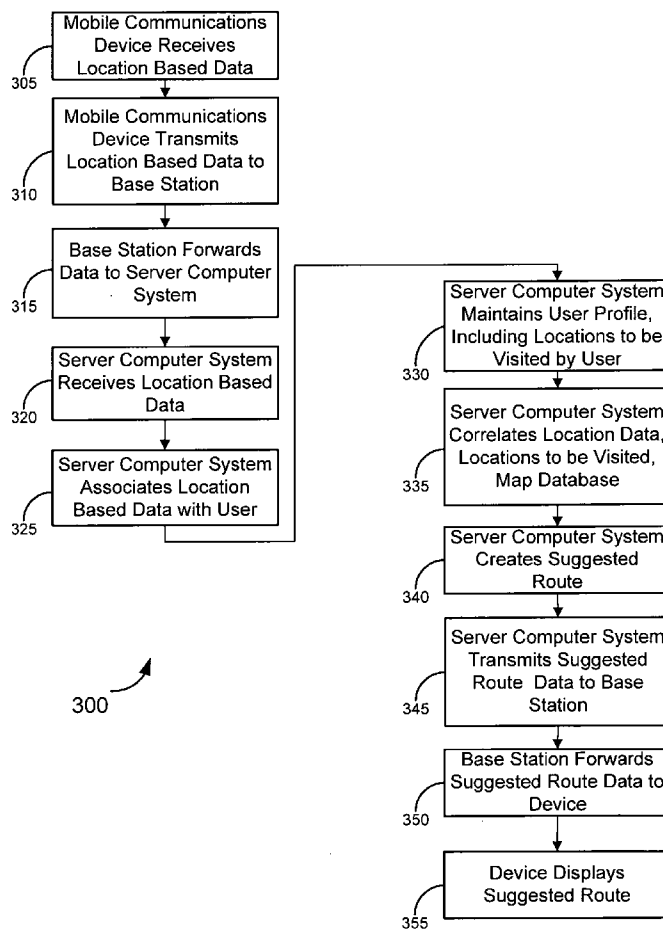 Mobile Communications
Device Receives
Location Based Data
305
Mobile Communications
Device Transmits
Location Based Data to
Base Station
310
Base Station Forwards
Data to Server Computer
System
315
Server Computer System
Receives Location Based
Data
320
Server Computer System
Associates Location
Based Data with User
325
Server Computer System
Maintains User Profile,
Including Locations to be
Visited by User
330
Server Computer System
Correlates Location Data,
Locations to be Visited,
Map Database
335
Server Computer System
Creates Suggested
Route
340
Server Computer System
Transmits Suggested
Route Data to Base
Station
345
Base Station Forwards
Suggested Route Data to
Device
350
Device Displays
Suggested Route
355
300